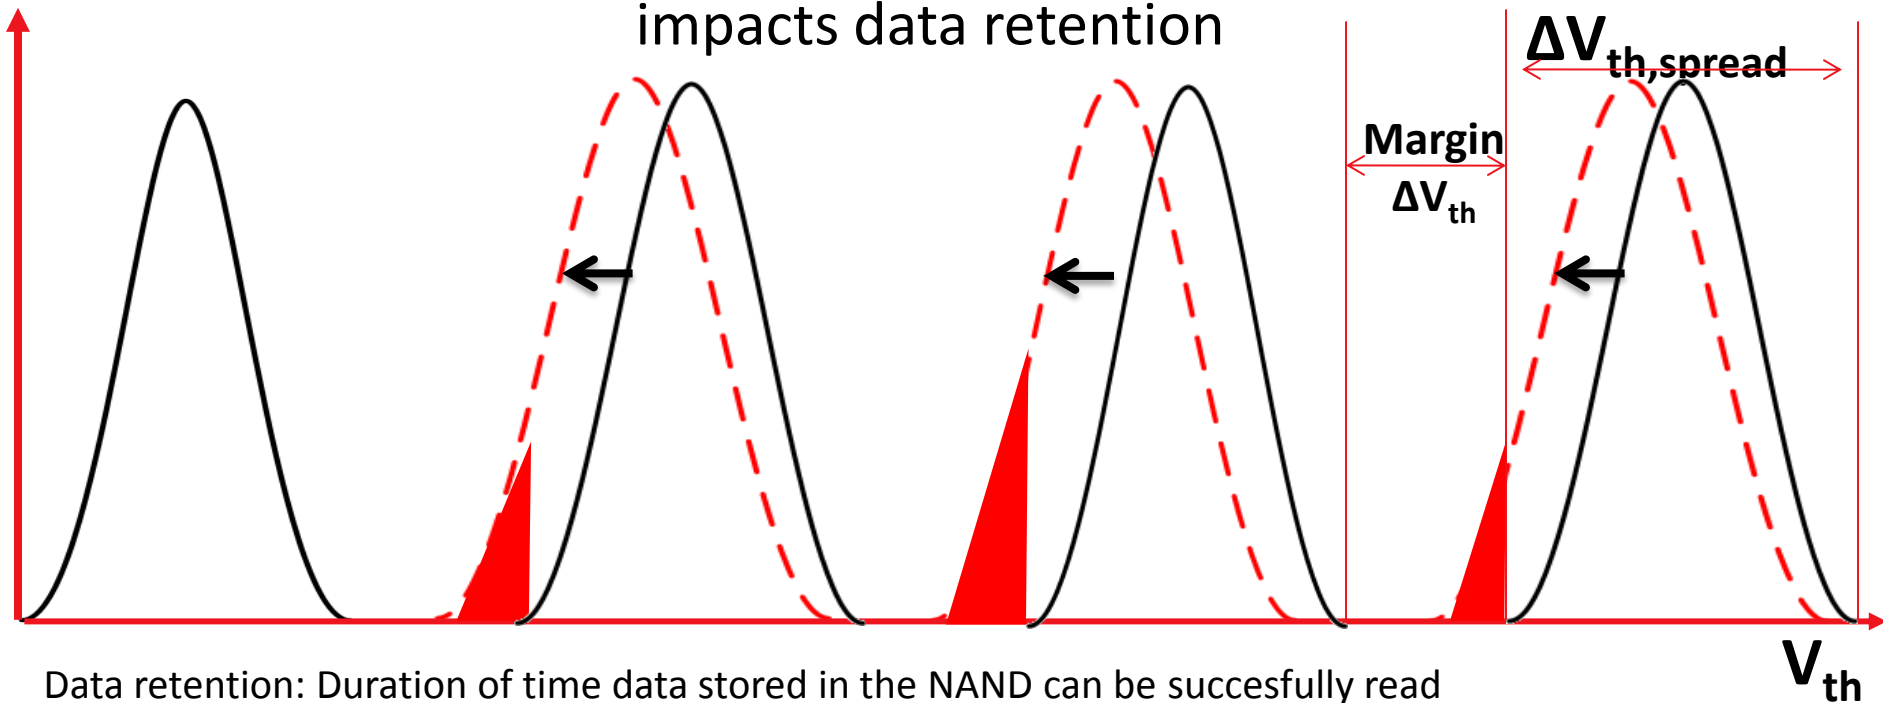 impacts data retention
ΔVth,spread
Margin
ΔVth
Vth
Data retention: Duration of time data stored in the NAND can be succesfully read